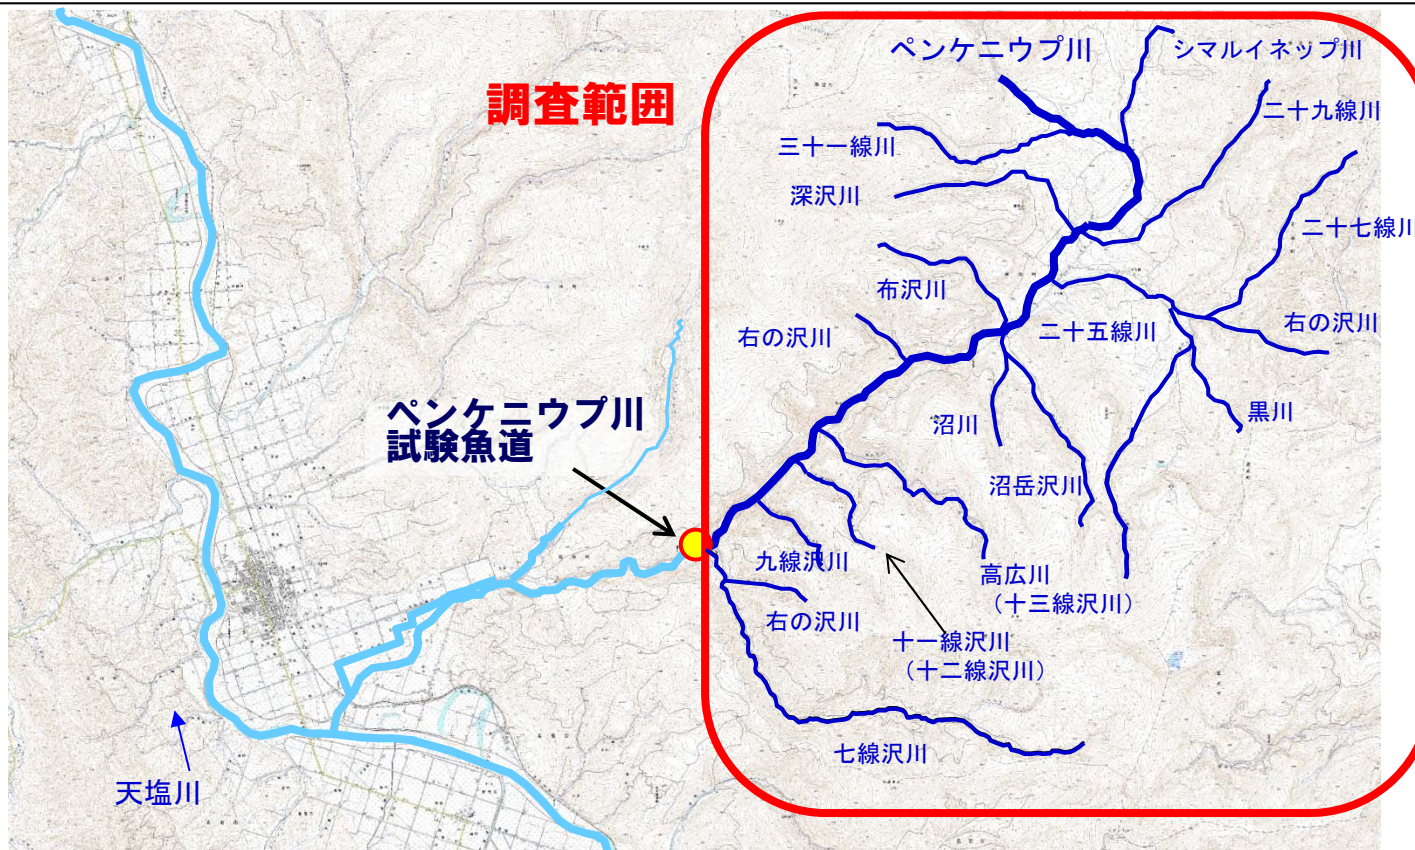 ペンケニウプ川
シマルイネップ川
調査範囲
二十九線川
三十一線川
深沢川
二十七線川
布沢川
右の沢川
二十五線川
右の沢川
ペンケニウプ川
試験魚道
沼川
黒川
沼岳沢川
九線沢川
高広川
(十三線沢川)
右の沢川
十一線沢川
(十二線沢川)
七線沢川
天塩川